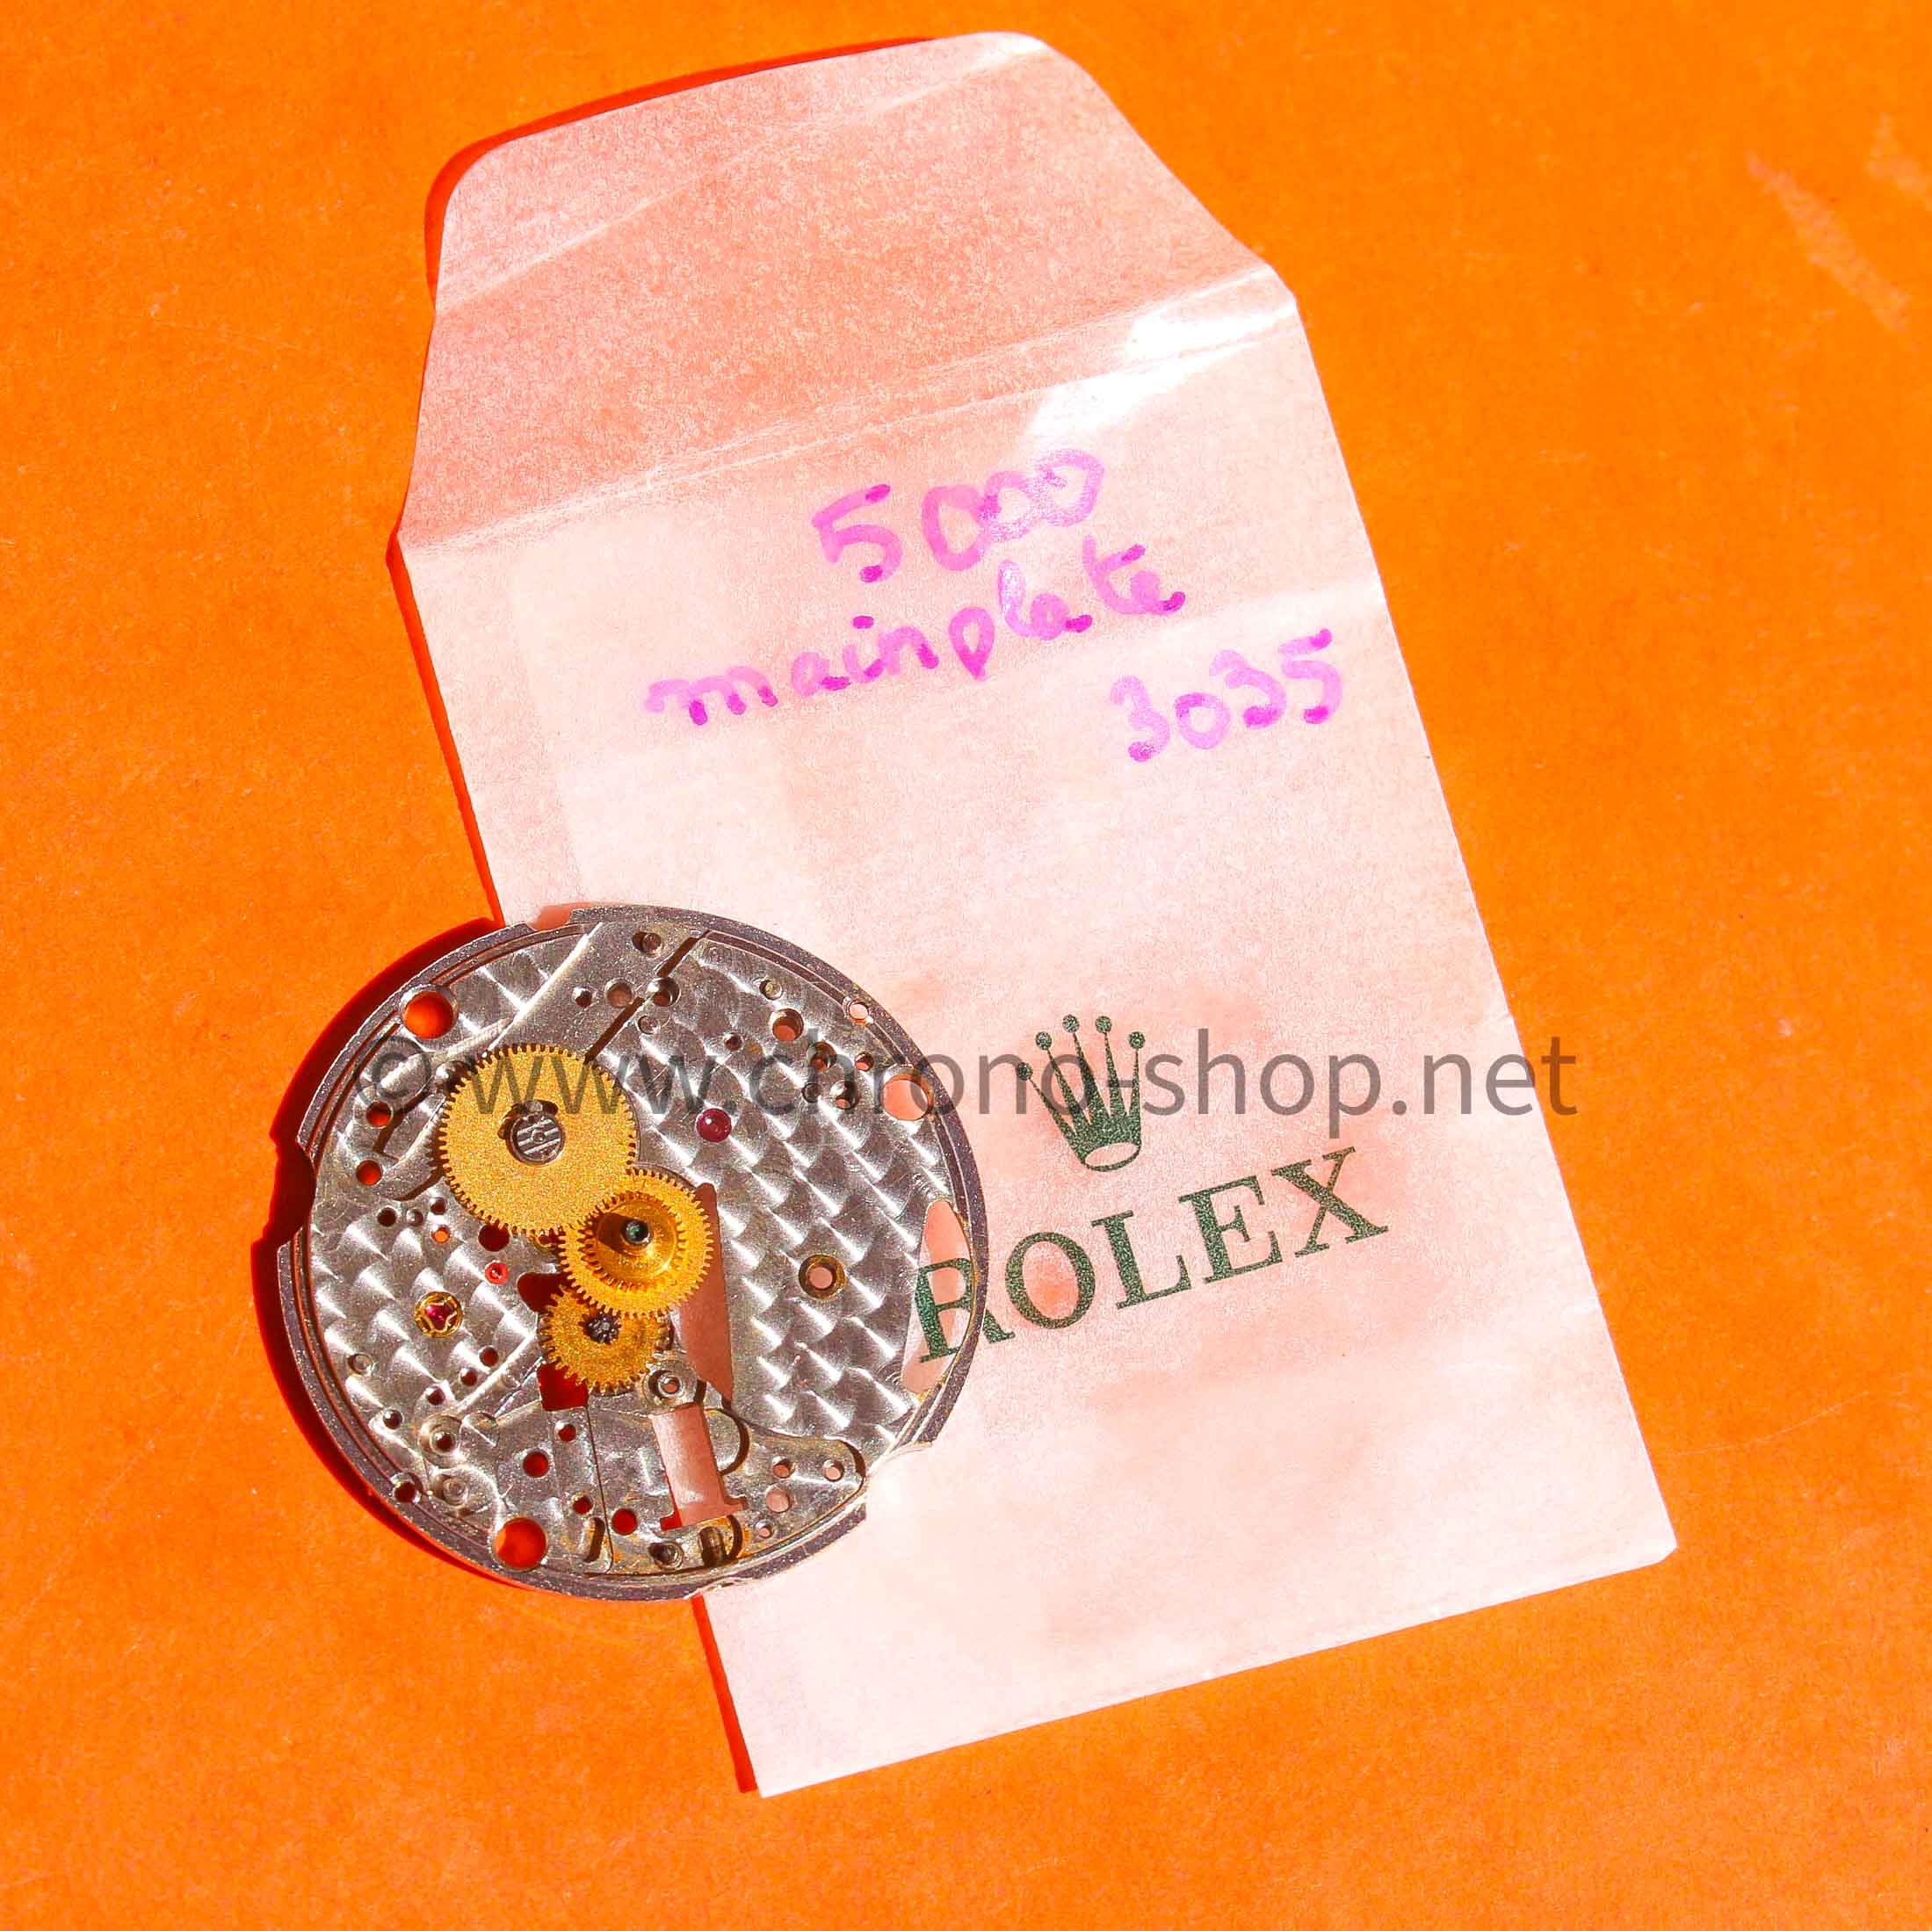 5000
mainplate
3035
© www.chrono-shop.net
ROLEX